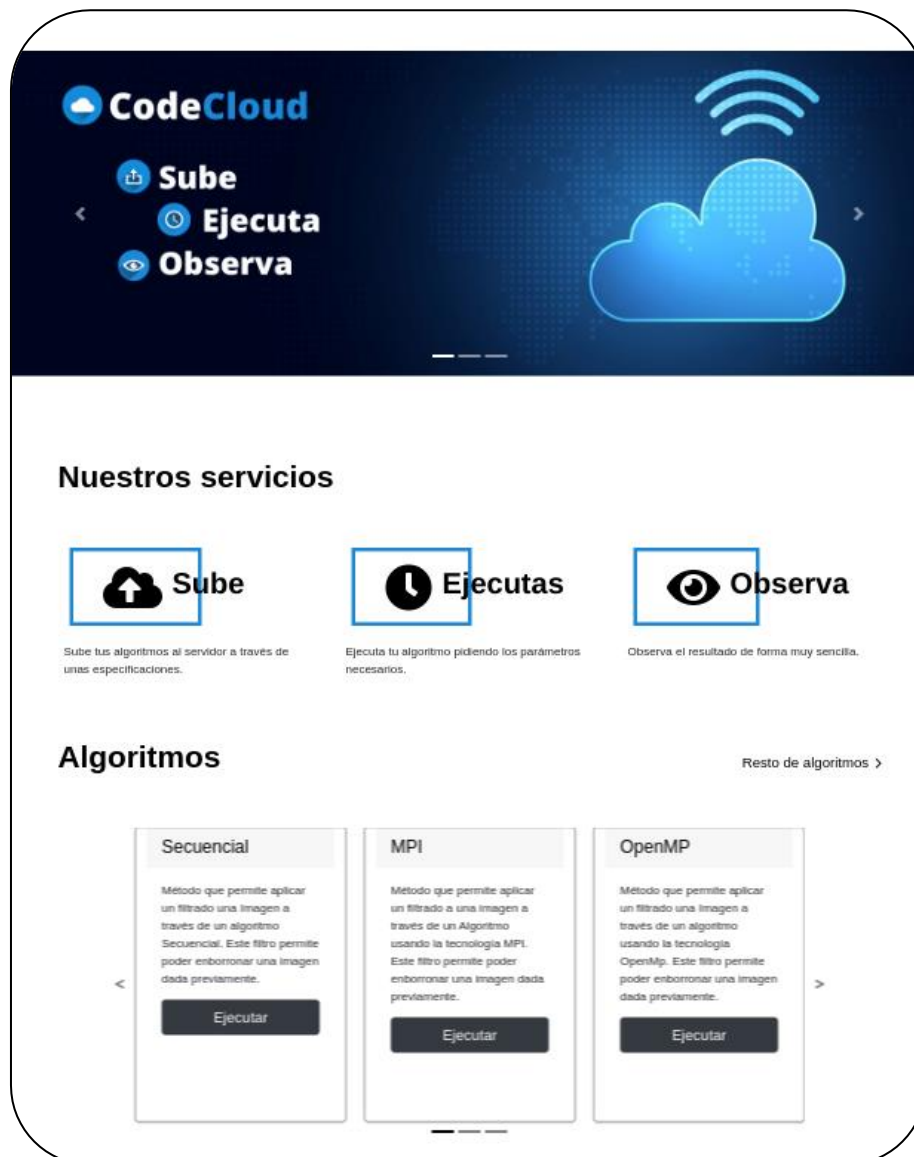 CodeCloud
Sube
Ejecuta
Observa
Nuestros servicios
Sube
Ejecutas
Observa
Sube tus algoritmos al servidor a través de
unas especificaciones.
Ejecuta tu algoritmo pidiendo los parámetros
necesarios.
Observa el resultado de forma muy sencilla.
Algoritmos
Resto de algoritmos >
Secuencial
Método que permite aplicar
un filtrado una Imagen a
través de un algoritmo
Secuencial. Este filtro permite
poder enborronar una imagen
dada previamente.
Ejecutar
MPI
Método que permite aplicar
un filtrado a una imagen a
través de un Algoritmo
usando la tecnología MPI.
Este filtro permite poder
enborronar una imagen dada
previamente.
Ejecutar
OpenMP
Método que permite aplicar
un filtrado una Imagen a
través de un algoritmo
usando la tecnología
OpenMp. Este filtro permite
poder enborronar una imagen
dada previamente.
Ejecutar